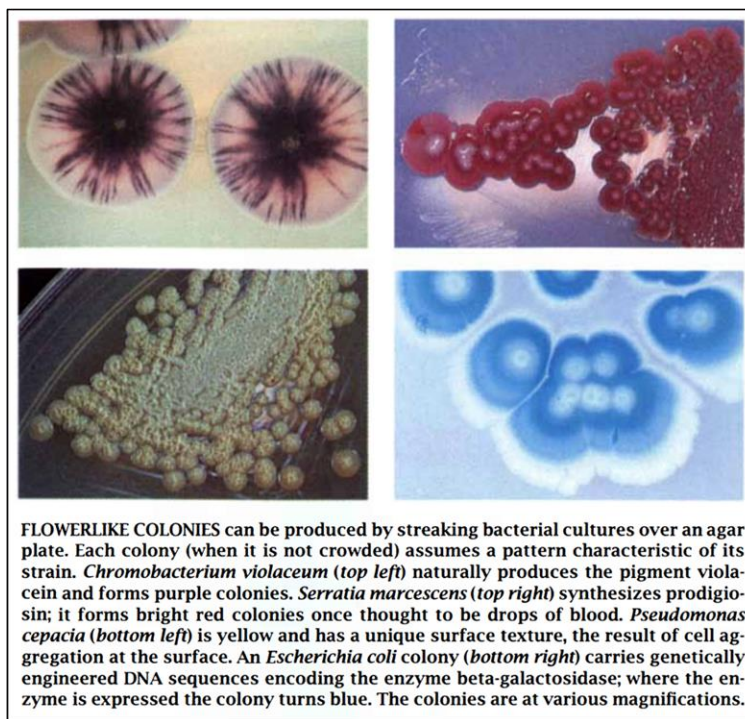 FLOWERLIKE COLONIES can be produced by streaking bacterial cultures over an agar
plate. Each colony (when it is not crowded) assumes a pattern characteristic of its
strain. Chromobacterium violaceum (top left) naturally produces the pigment viola-
cein and forms purple colonies. Serratia marcescens (top right) synthesizes prodigio-
sin; it forms bright red colonies once thought to be drops of blood. Pseudomonas
cepacia (bottom left) is yellow and has a unique surface texture, the result of cell ag-
gregation at the surface. An Escherichia coli colony (bottom right) carries genetically
engineered DNA sequences encoding the enzyme beta-galactosidase; where the en-
zyme is expressed the colony turns blue. The colonies are at various magnifications.